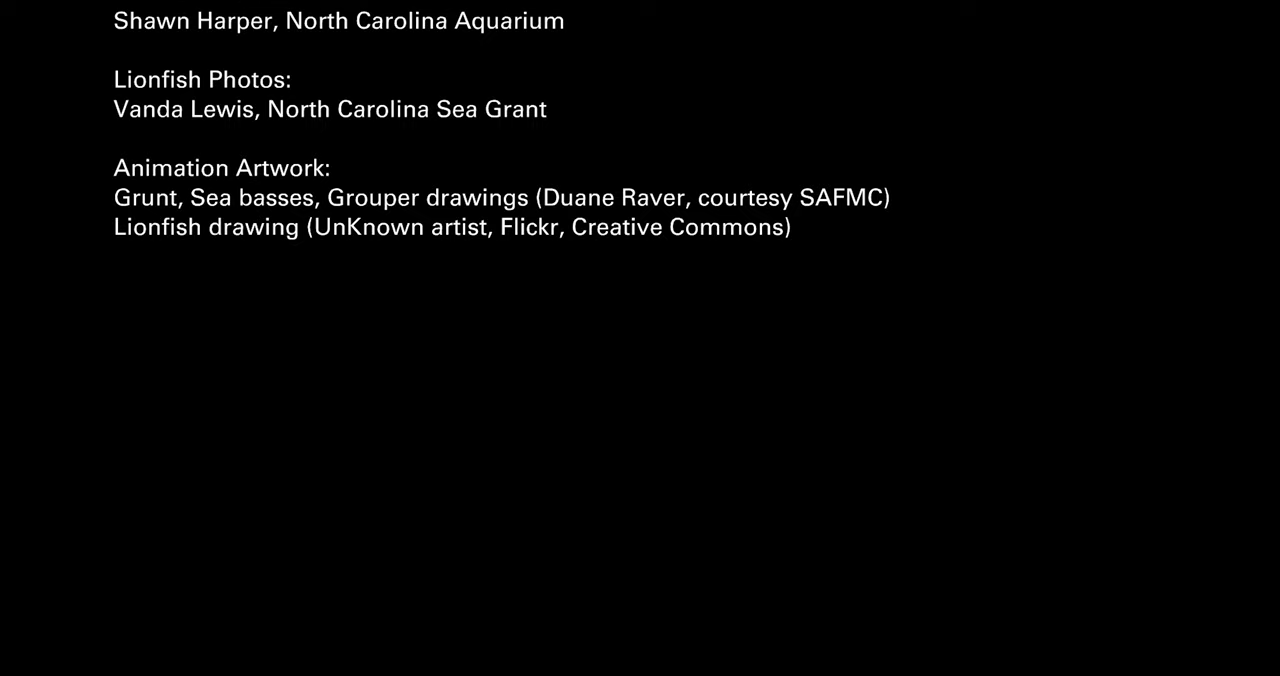 Shawn Harper, North Carolina Aquarium
Lionfish Photos:
Vanda Lewis, North Carolina Sea Grant
Animation Artwork:
Grunt, Sea basses, Grouper drawings (Duane Raver, courtesy SAFMC)
Lionfish drawing (UnKnown artist, Flickr, Creative Commons)